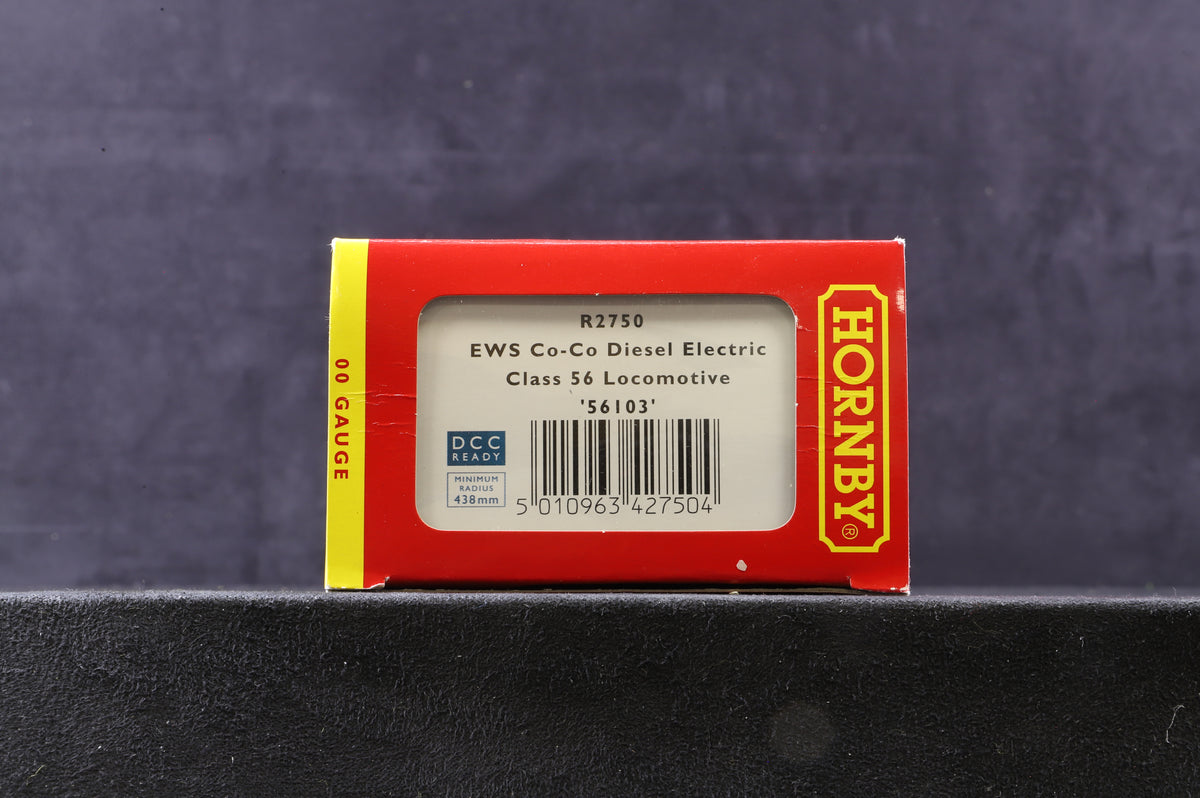 00 GAUGE
R2750
EWS Co-Co Diesel Electric
Class 56 Locomotive
'56103'
DCC
READY
MINIMUM
RADIUS
438mm
5 010963 427504
HORNBY®